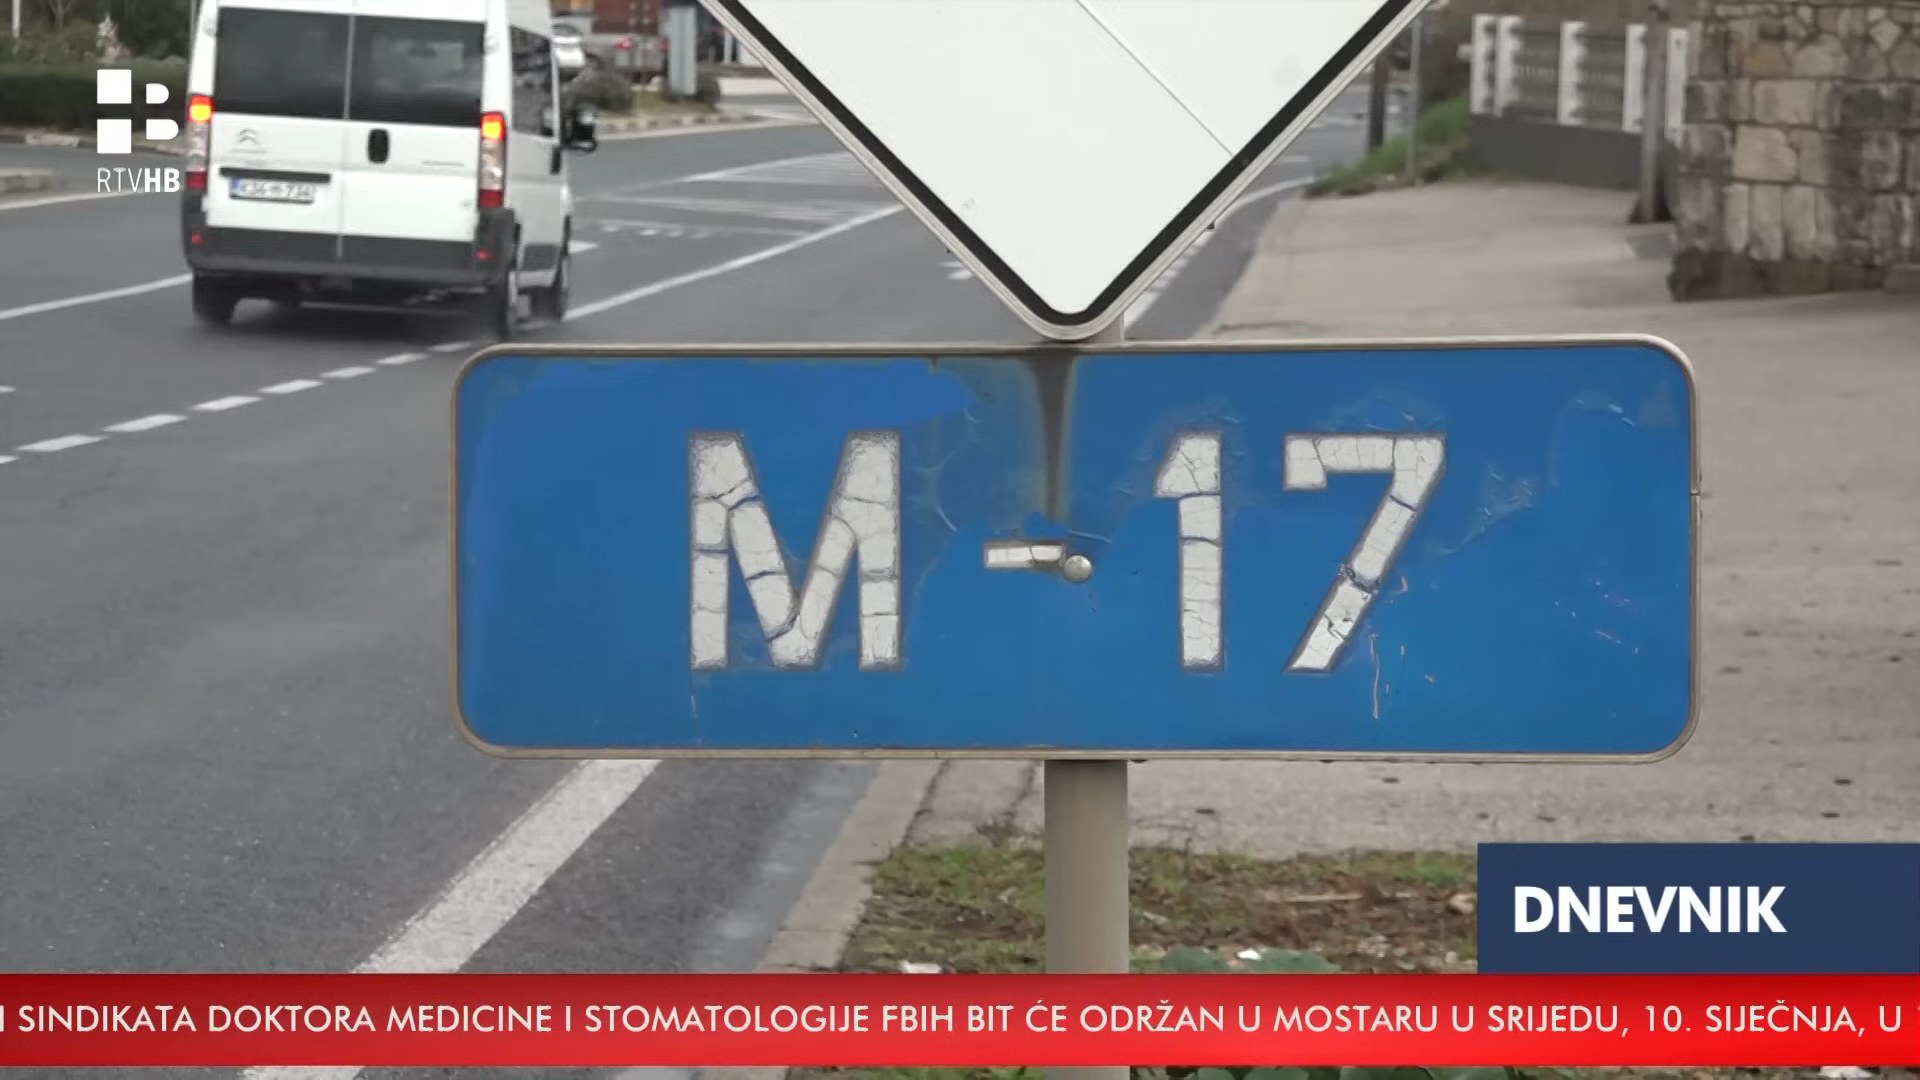 RTVHB
M-17
DNEVNIK
SINDIKATA DOKTORA MEDICINE I STOMATOLOGIJE FBIH BIT ĆE ODRŽAN U MOSTARU U SRIJEDU, 10. SIJEČNJA, U